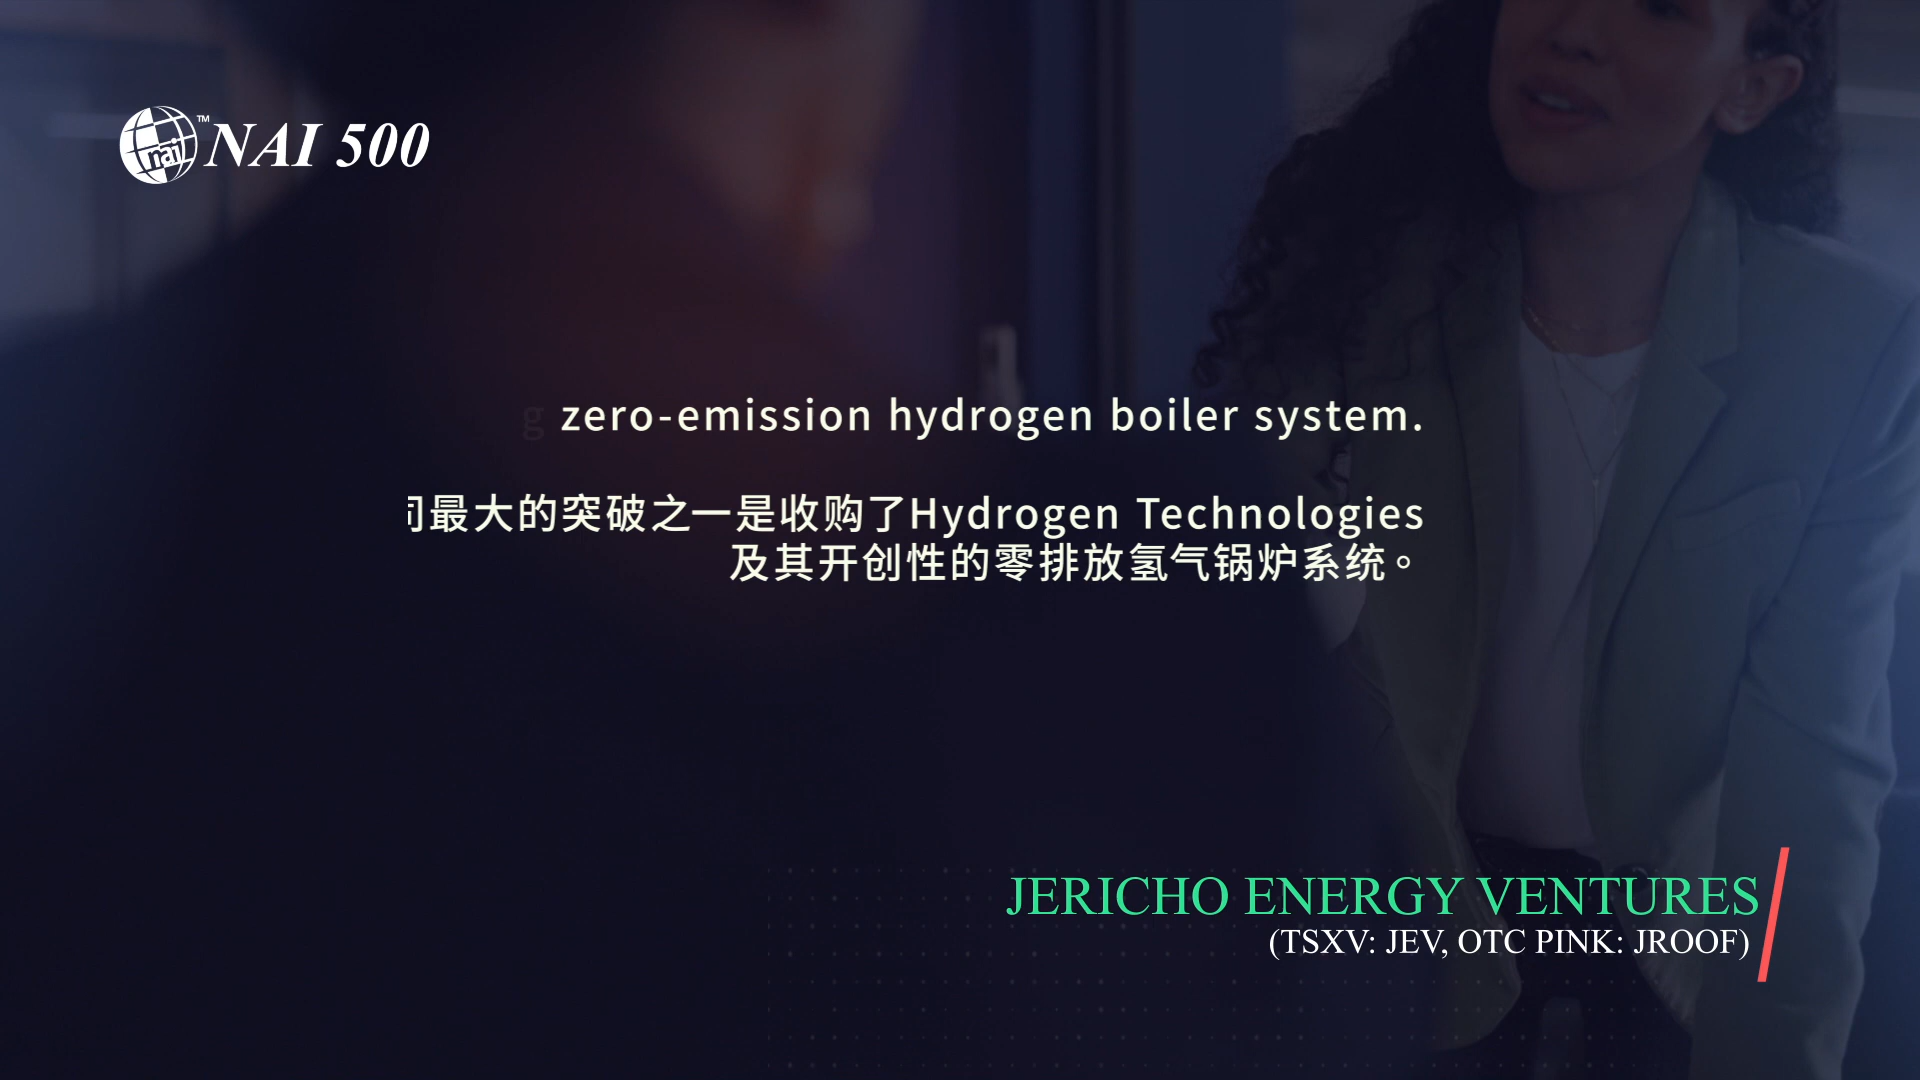 nai™ NAI 500
zero-emission hydrogen boiler system.
最大的突破之一是收购了Hydrogen Technologies
及其开创性的零排放氢气锅炉系统。
JERICHO ENERGY VENTURES
(TSXV: JEV, OTC PINK: JROOF)